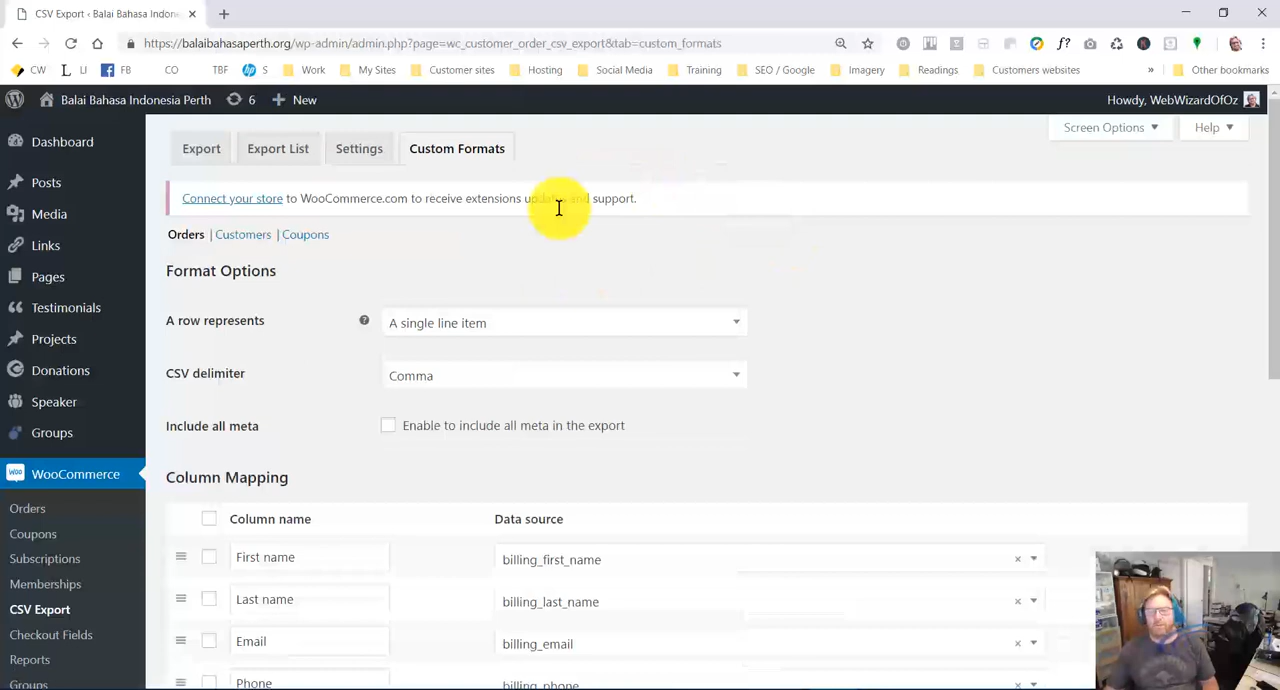 CSV Export ‹ Balai Bahasa Indon
https://balaibahasaperth.org/wp-admin/admin.php?page=wc_customer_order_csv_export&tab=custom_formats
CW LI FB CO TBF S Work My Sites Customer sites Hosting Social Media Training SEO / Google Imagery Readings Customers websites » Other bookmarks
Balai Bahasa Indonesia Perth 6 New Howdy, WebWizardOfOz
Screen Options Help
Export Export List Settings Custom Formats
Connect your store to WooCommerce.com to receive extensions updates and support.
Orders | Customers | Coupons
Format Options
A row represents A single line item
CSV delimiter Comma
Include all meta Enable to include all meta in the export
Column Mapping
Column name Data source
First name billing_first_name
Last name billing_last_name
Email billing_email
Phone billing_phone
Dashboard
Posts
Media
Links
Pages
Testimonials
Projects
Donations
Speaker
Groups
WooCommerce
Orders
Coupons
Subscriptions
Memberships
CSV Export
Checkout Fields
Reports
Groups